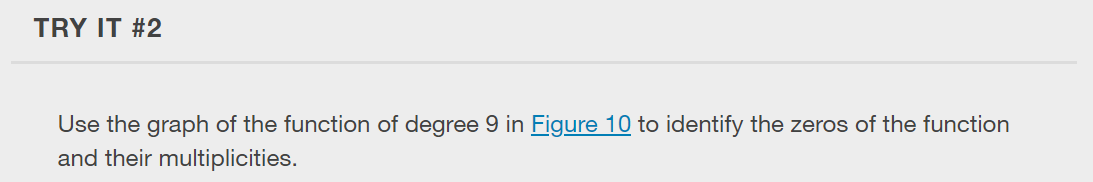 TRY IT #2
Use the graph of the function of degree 9 in Figure 10 to identify the zeros of the function
and their multiplicities.